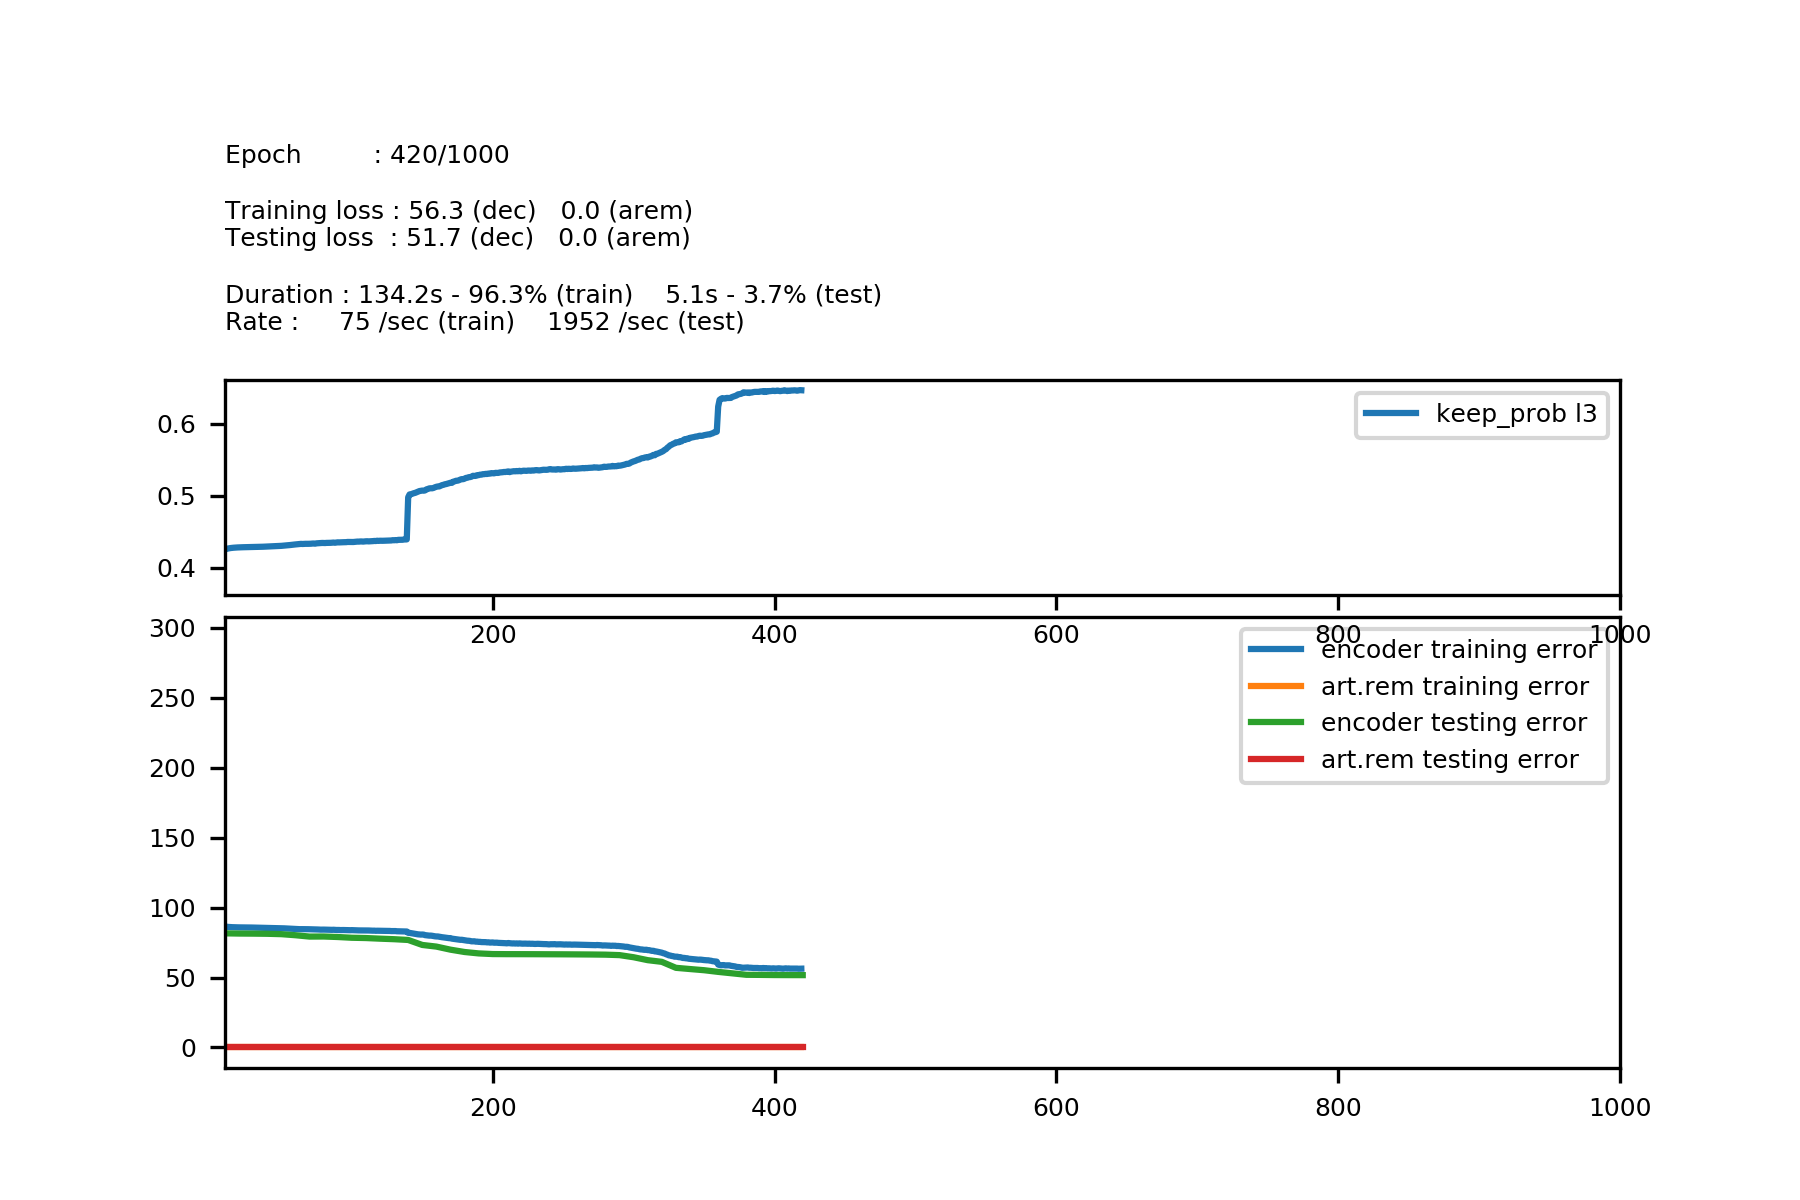 Epoch : 420/1000
Training loss : 56.3 (dec) 0.0 (arem)
Testing loss : 51.7 (dec) 0.0 (arem)
Duration : 134.2s - 96.3% (train) 5.1s - 3.7% (test)
Rate : 75 /sec (train) 1952 /sec (test)
keep_prob l3
0.6
0.5
0.4
200 400 600 800 1000
encoder training error
art.rem training error
encoder testing error
art.rem testing error
300
250
200
150
100
50
0
200 400 600 800 1000